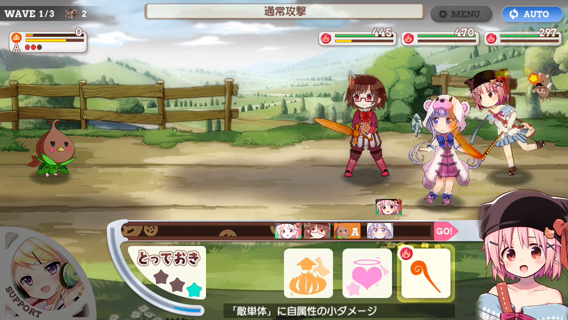 WAVE 1/3
2
通常攻撃
MENU
AUTO
0
A
445
470
297
A
GO!
とっておき
SUPPORT
「敵単体」に自属性の小ダメージ